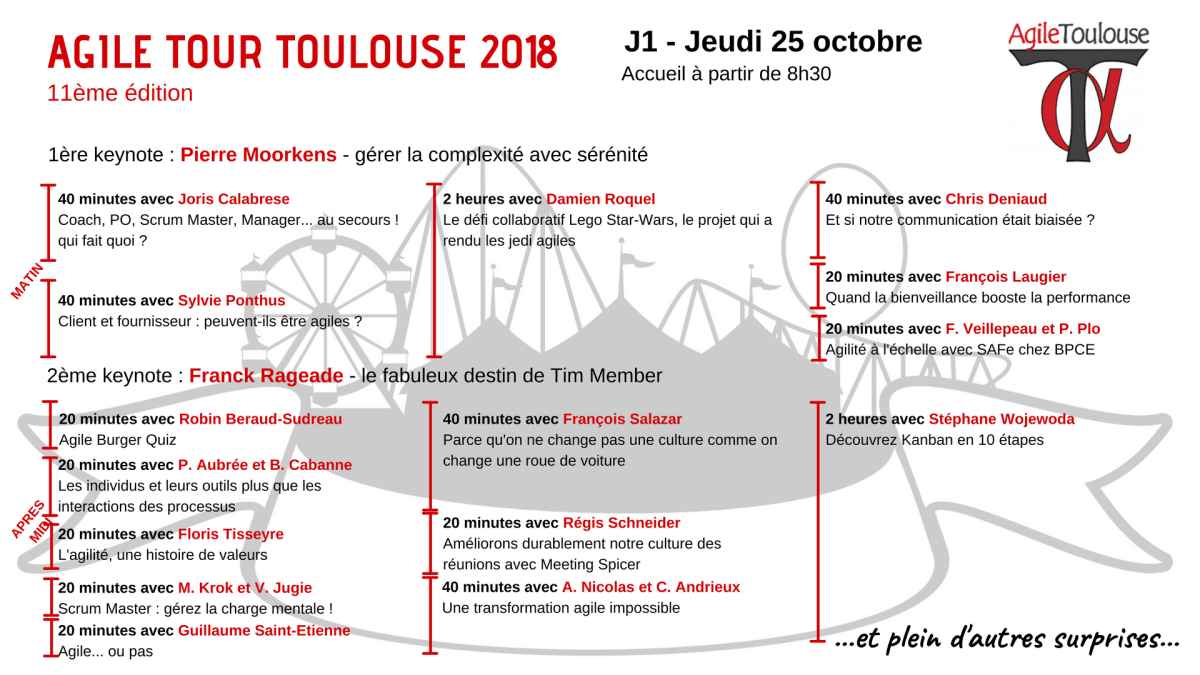 AGILE TOUR TOULOUSE 2018
11ème édition
J1 - Jeudi 25 octobre
Accueil à partir de 8h30
AgileToulouse
1ère keynote : Pierre Moorkens - gérer la complexité avec sérénité
MATIN
40 minutes avec Joris Calabrese
Coach, PO, Scrum Master, Manager... au secours !
qui fait quoi ?
40 minutes avec Sylvie Ponthus
Client et fournisseur : peuvent-ils être agiles ?
2 heures avec Damien Roquel
Le défi collaboratif Lego Star-Wars, le projet qui a
rendu les jedi agiles
40 minutes avec Chris Deniaud
Et si notre communication était biaisée ?
20 minutes avec François Laugier
Quand la bienveillance booste la performance
20 minutes avec F. Veillepeau et P. Plo
Agilité à l'échelle avec SAFe chez BPCE
2ème keynote : Franck Rageade - le fabuleux destin de Tim Member
APRES
MIDI
20 minutes avec Robin Beraud-Sudreau
Agile Burger Quiz
20 minutes avec P. Aubrée et B. Cabanne
Les individus et leurs outils plus que les
interactions des processus
20 minutes avec Floris Tisseyre
L'agilité, une histoire de valeurs
20 minutes avec M. Krok et V. Jugie
Scrum Master : gérez la charge mentale !
20 minutes avec Guillaume Saint-Etienne
Agile... ou pas
40 minutes avec François Salazar
Parce qu'on ne change pas une culture comme on
change une roue de voiture
20 minutes avec Régis Schneider
Améliorons durablement notre culture des
réunions avec Meeting Spicer
40 minutes avec A. Nicolas et C. Andrieux
Une transformation agile impossible
2 heures avec Stéphane Wojewoda
Découvrez Kanban en 10 étapes
...et plein d'autres surprises...